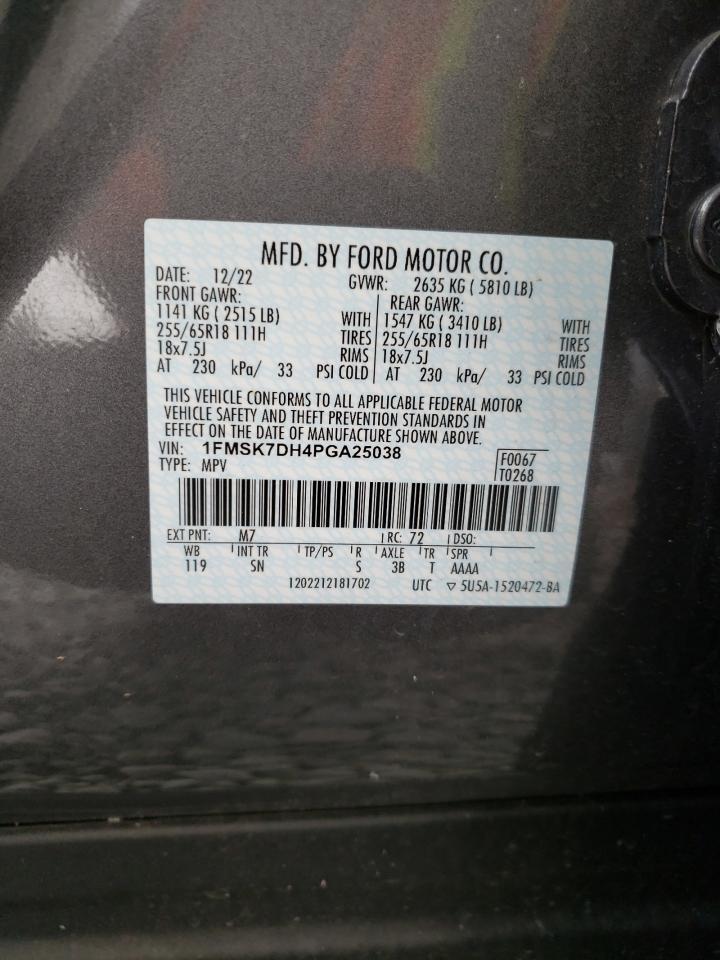 MFD. BY FORD MOTOR CO.
DATE: 12/22 GVWR: 2635 KG ( 5810 LB)
FRONT GAWR: REAR GAWR:
1141 KG ( 2515 LB) WITH 1547 KG ( 3410 LB) WITH
255/65R18 111H TIRES 255/65R18 111H TIRES
18x7.5J RIMS 18x7.5J RIMS
AT 230 kPa/ 33 PSI COLD AT 230 kPa/ 33 PSI COLD
THIS VEHICLE CONFORMS TO ALL APPLICABLE FEDERAL MOTOR
VEHICLE SAFETY AND THEFT PREVENTION STANDARDS IN
EFFECT ON THE DATE OF MANUFACTURE SHOWN ABOVE.
VIN: 1FMSK7DH4PGA25038 F0067
TYPE: MPV T0268
EXT PNT: M7 RC: 72 DSO:
WB INT TR TP/PS R AXLE TR SPR
119 SN S 3B T AAAA
1202212181702 UTC ▽ 5U5A-1520472-BA